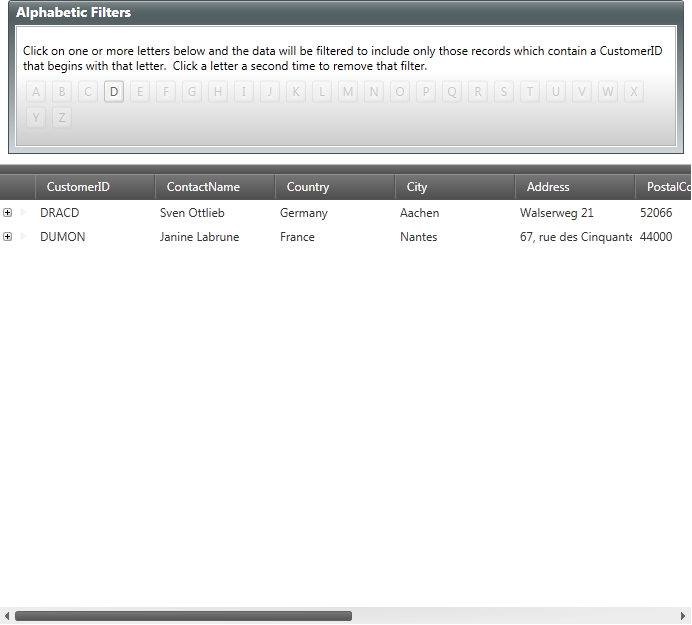 Alphabetic Filters
Click on one or more letters below and the data will be filtered to include only those records which contain a CustomerID
that begins with that letter.  Click a letter a second time to remove that filter.
A B C D E F G H I J K L M N O P Q R S T U V W X
Y Z
CustomerID ContactName Country City Address PostalCo
DRACD Sven Ottlieb Germany Aachen Walserweg 21 52066
DUMON Janine Labrune France Nantes 67, rue des Cinquante 44000